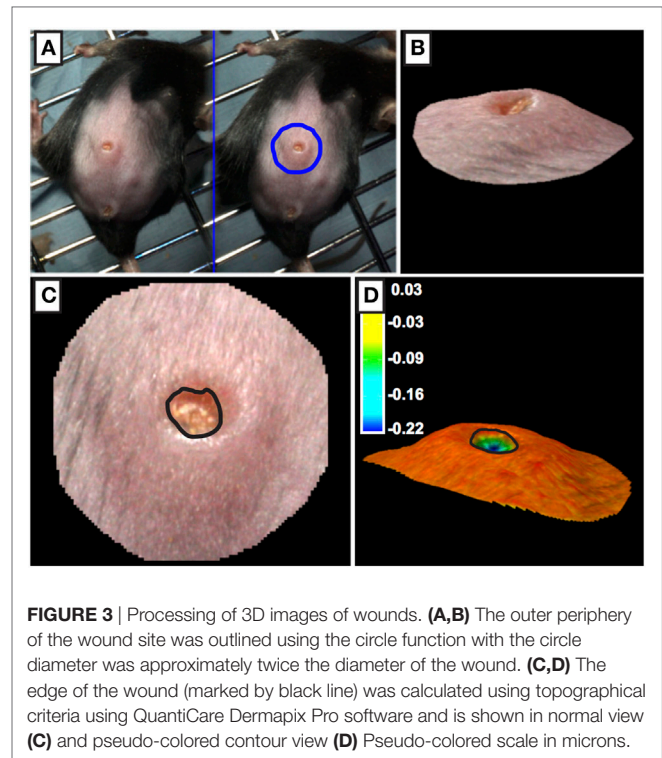 A
B
C
D
0.03
-0.03
-0.09
-0.16
-0.22
FIGURE 3 | Processing of 3D images of wounds. (A,B) The outer periphery
of the wound site was outlined using the circle function with the circle
diameter was approximately twice the diameter of the wound. (C,D) The
edge of the wound (marked by black line) was calculated using topographical
criteria using QuantiCare Dermapix Pro software and is shown in normal view
(C) and pseudo-colored contour view (D) Pseudo-colored scale in microns.